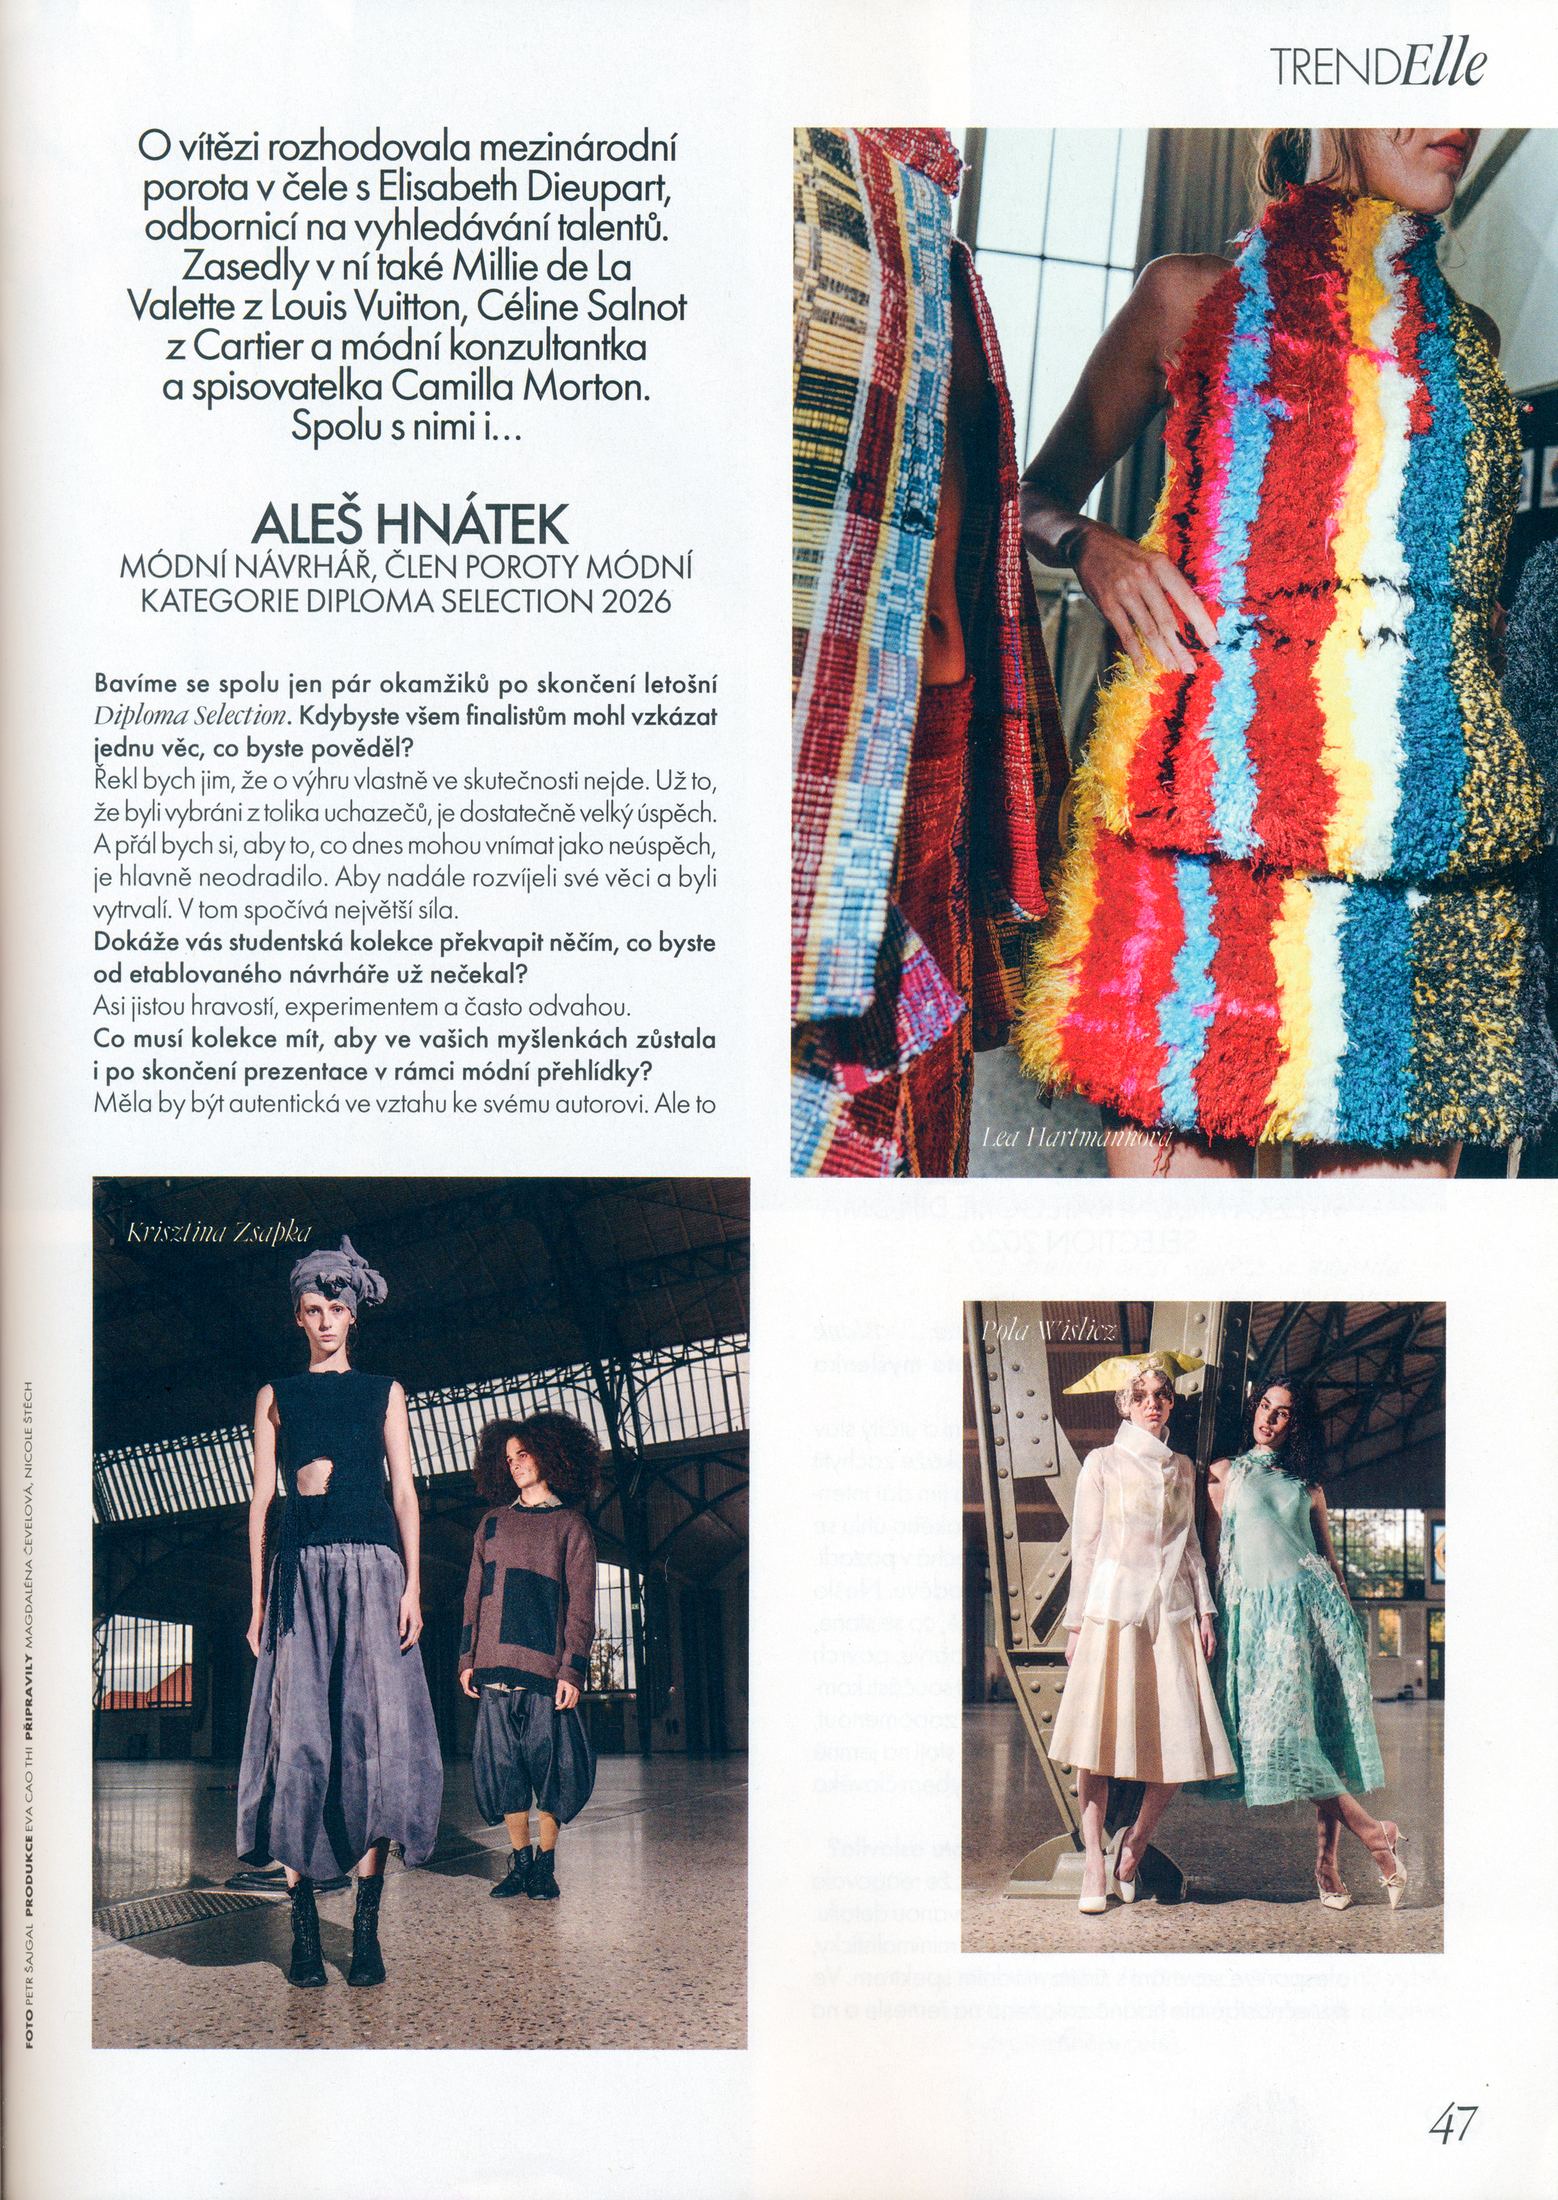 TRENDElle
O vítězi rozhodovala mezinárodní
porota v čele s Elisabeth Dieupart,
odbornicí na vyhledávání talentů.
Zasedly v ní také Millie de La
Valette z Louis Vuitton, Céline Salnot
z Cartier a módní konzultantka
a spisovatelka Camilla Morton.
Spolu s nimi i...
ALEŠ HNÁTEK
MÓDNÍ NÁVRHÁŘ, ČLEN POROTY MÓDNÍ
KATEGORIE DIPLOMA SELECTION 2026
Bavíme se spolu jen pár okamžiků po skončení letošní
Diploma Selection. Kdybyste všem finalistům mohl vzkázat
jednu věc, co byste pověděl?
Řekl bych jim, že o výhru vlastně ve skutečnosti nejde. Už to,
že byli vybráni z tolika uchazečů, je dostatečně velký úspěch.
A přál bych si, aby to, co dnes mohou vnímat jako neúspěch,
je hlavně neodradilo. Aby nadále rozvíjeli své věci a byli
vytrvalí. V tom spočívá největší síla.
Dokáže vás studentská kolekce překvapit něčím, co byste
od etablovaného návrháře už nečekal?
Asi jistou hravostí, experimentem a často odvahou.
Co musí kolekce mít, aby ve vašich myšlenkách zůstala
i po skončení prezentace v rámci módní přehlídky?
Měla by být autentická ve vztahu ke svému autorovi. Ale to
Lea Hartmannová
Krisztina Zsapka
Pola Wislicz
FOTO PETR ŠAJGAL PRODUKCE EVA CAO THI PŘIPRAVILY MAGDALÉNA ČEVELOVÁ, NICOLE ŠTĚCH
47